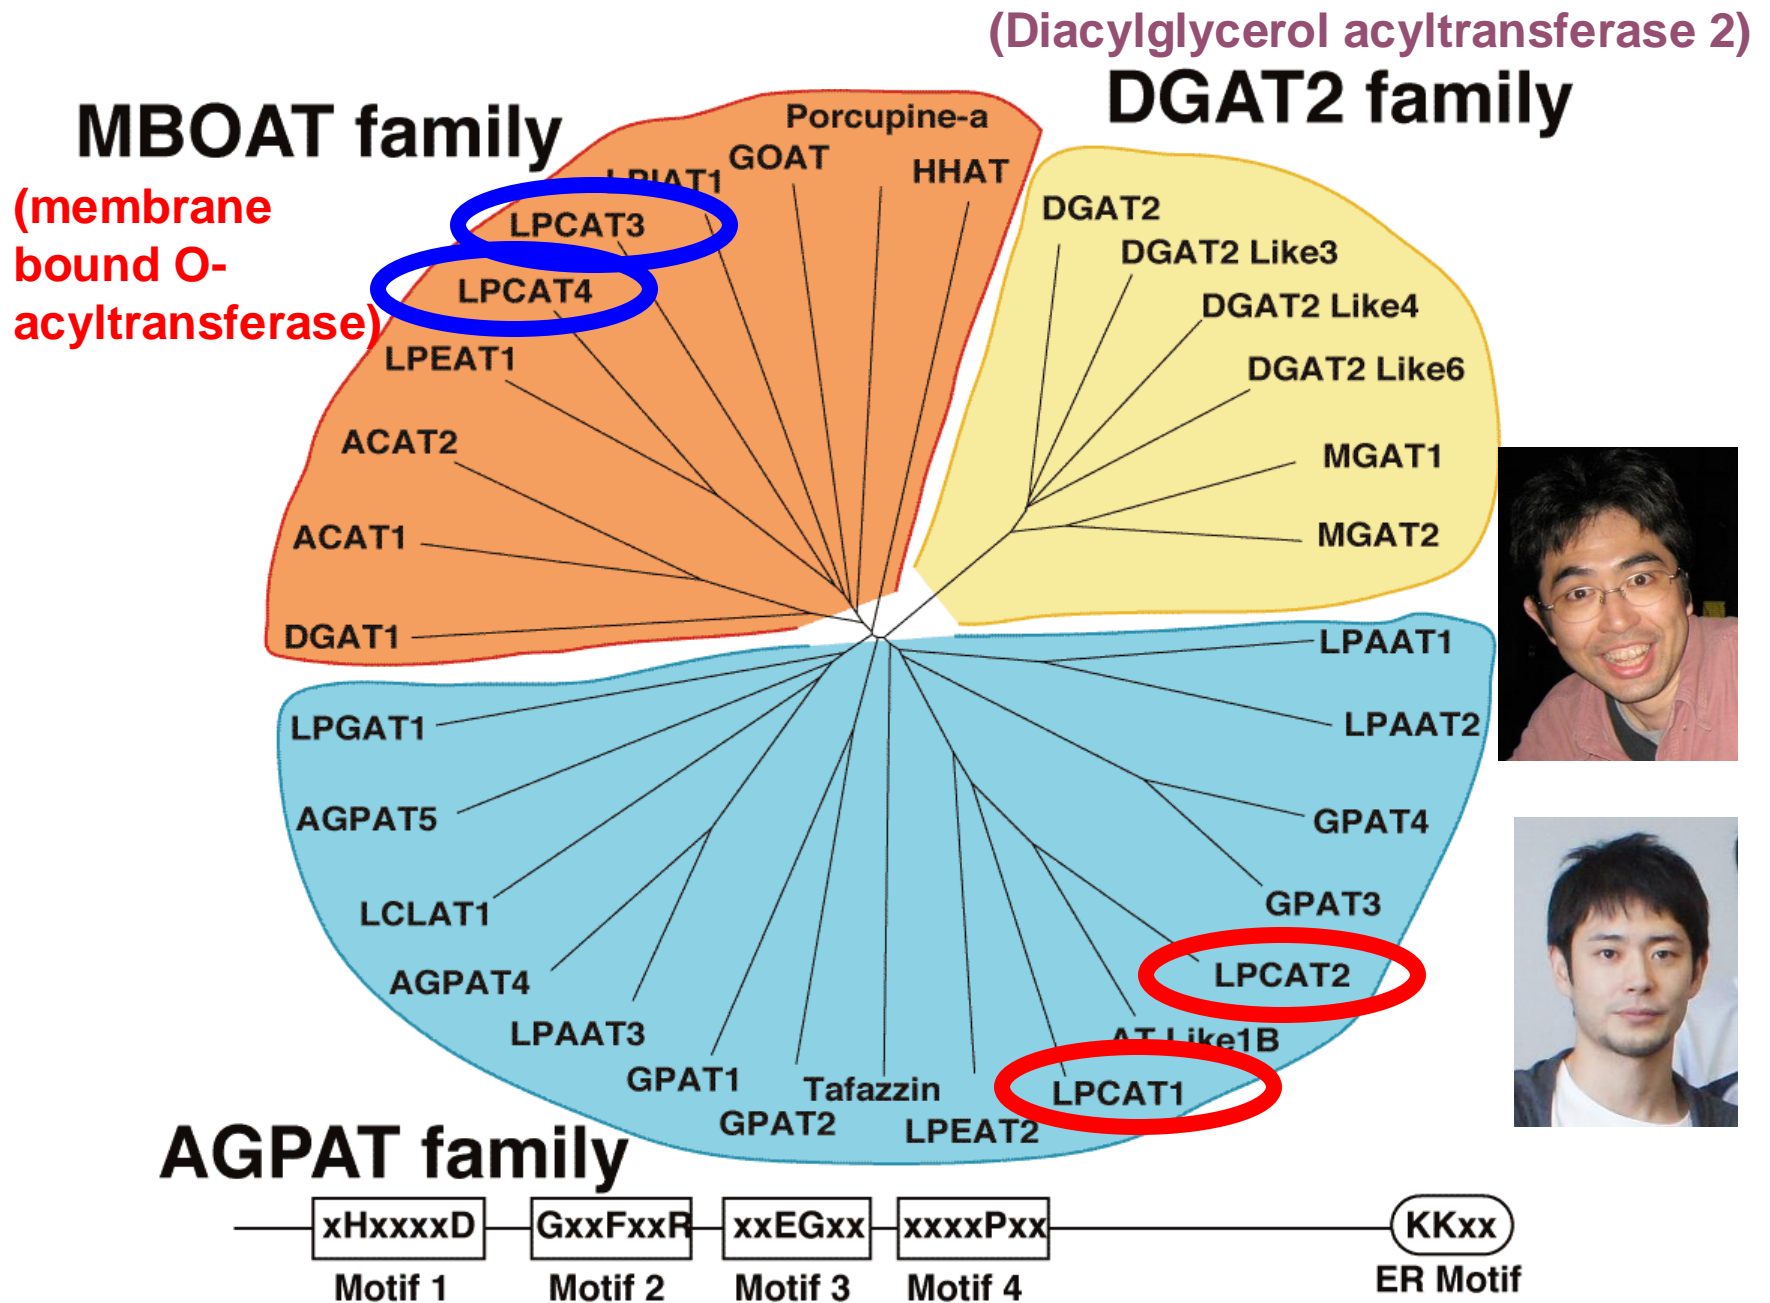 (Diacylglycerol acyltransferase 2)
DGAT2 family
MBOAT family
(membrane
bound O-
acyltransferase)
Porcupine-a
GOAT
HHAT
LPIAT1
LPCAT3
LPCAT4
LPEAT1
ACAT2
ACAT1
DGAT1
DGAT2
DGAT2 Like3
DGAT2 Like4
DGAT2 Like6
MGAT1
MGAT2
LPAAT1
LPAAT2
GPAT4
GPAT3
LPCAT2
AT Like1B
LPCAT1
LPEAT2
Tafazzin
GPAT2
GPAT1
LPAAT3
AGPAT4
LCLAT1
AGPAT5
LPGAT1
AGPAT family
xHxxxxD GxxFxxR xxEGxx xxxxPxx KKxx
Motif 1 Motif 2 Motif 3 Motif 4 ER Motif